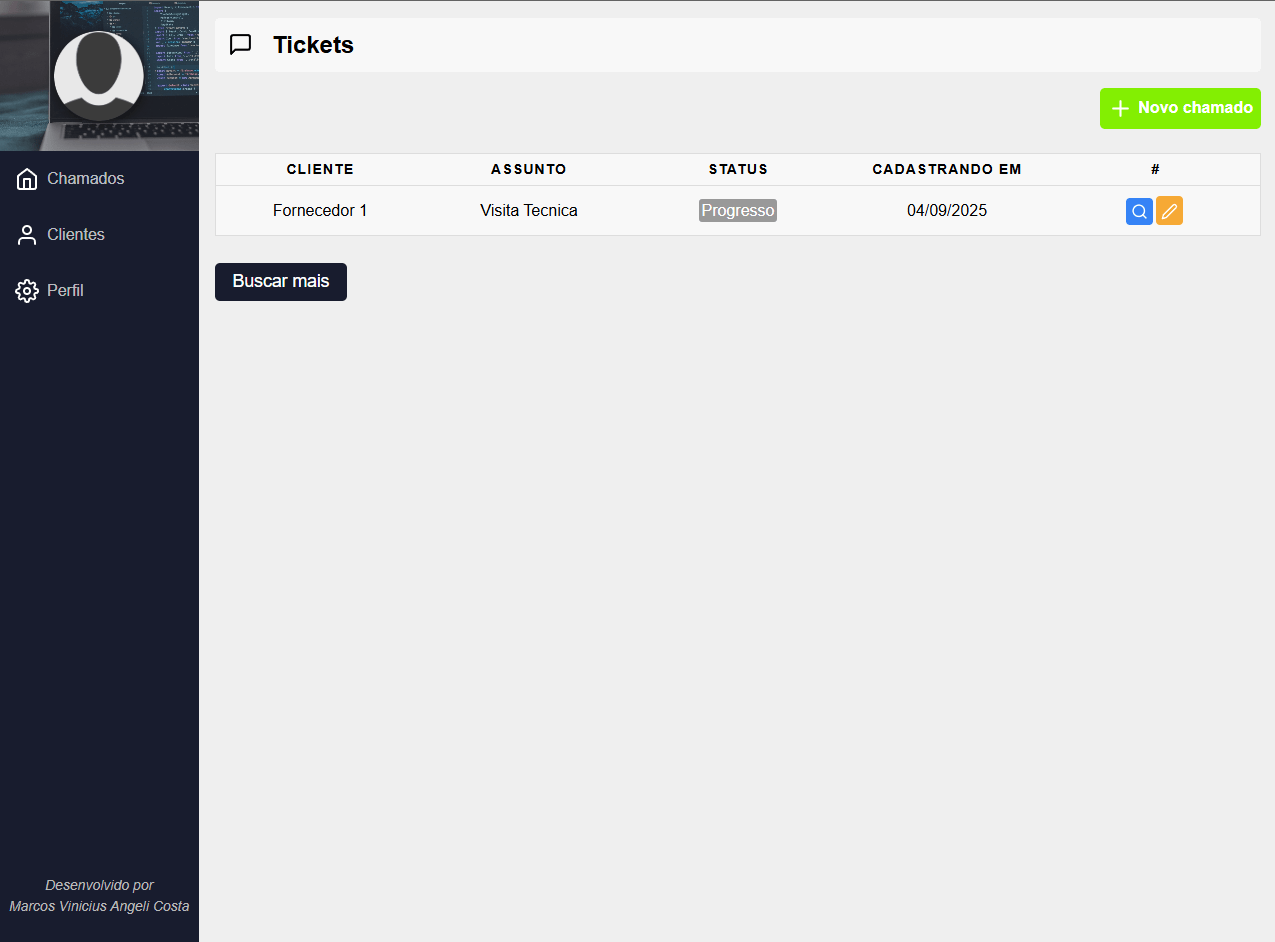 Tickets
Novo chamado
Chamados
Clientes
Perfil
CLIENTE ASSUNTO STATUS CADASTRANDO EM #
Fornecedor 1 Visita Tecnica Progresso 04/09/2025
Buscar mais
Desenvolvido por
Marcos Vinicius Angeli Costa